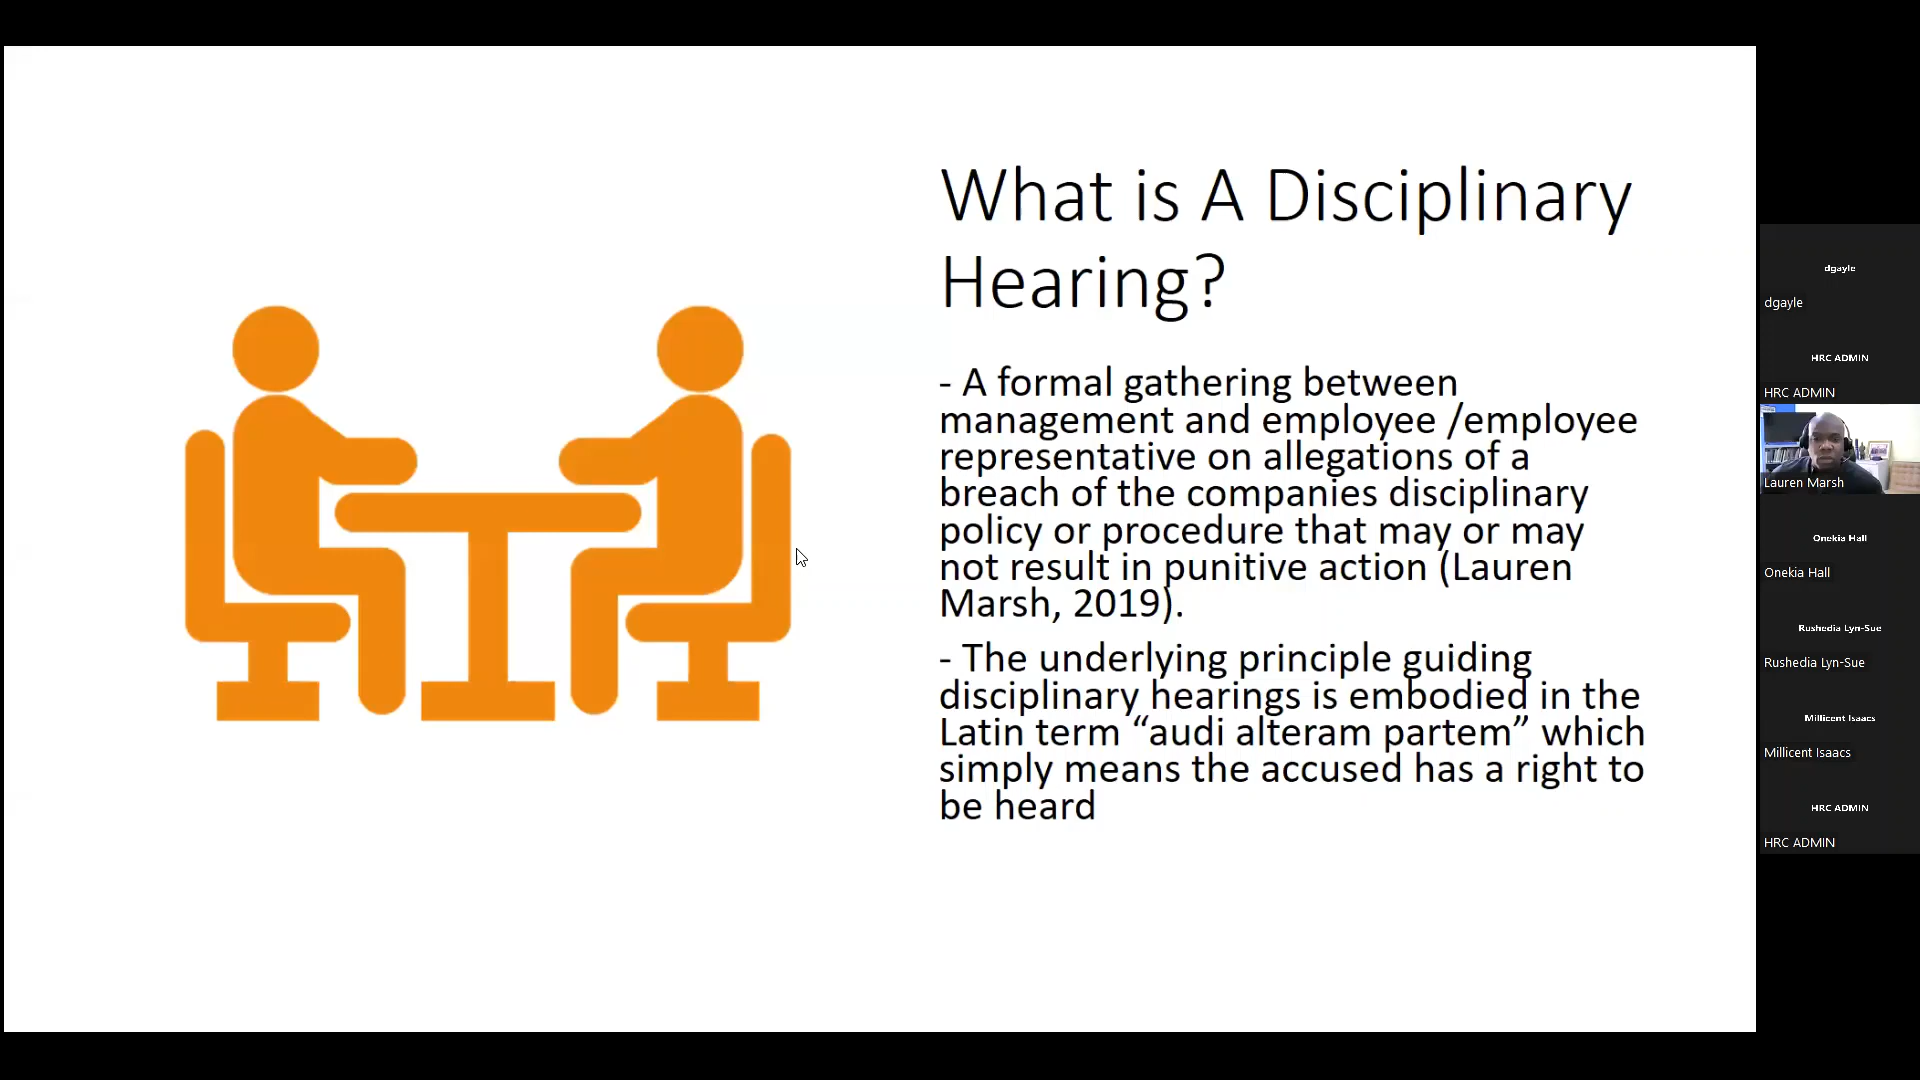 What is A Disciplinary
Hearing?
- A formal gathering between
management and employee /employee
representative on allegations of a
breach of the companies disciplinary
policy or procedure that may or may
not result in punitive action (Lauren
Marsh, 2019).
- The underlying principle guiding
disciplinary hearings is embodied in the
Latin term “audi alteram partem” which
simply means the accused has a right to
be heard
dgayle
dgayle
HRC ADMIN
HRC ADMIN
Lauren Marsh
Onekia Hall
Onekia Hall
Rushedia Lyn-Sue
Rushedia Lyn-Sue
Millicent Isaacs
Millicent Isaacs
HRC ADMIN
HRC ADMIN